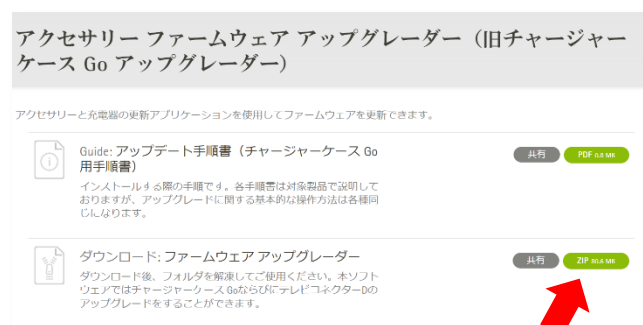 アクセサリー ファームウェア アップグレーダー（旧チャージャー
ケース Go アップグレーダー）
アクセサリーと充電器の更新アプリケーションを使用してファームウェアを更新できます。
Guide: アップデート手順書（チャージャーケース Go
用手順書）
共有
PDF 0.8 MK
インストールする際の手順です。各手順書は対象製品で説明して
おりますが、アップグレードに関する基本的な操作方法は各種同
じになります。
ダウンロード: ファームウェア アップグレーダー
共有
ZIP 80.6 MK
ダウンロード後、フォルダを解凍してご使用ください。本ソフト
ウェアではチャージャーケース GoならびにテレビコネクターDの
アップグレードをすることができます。